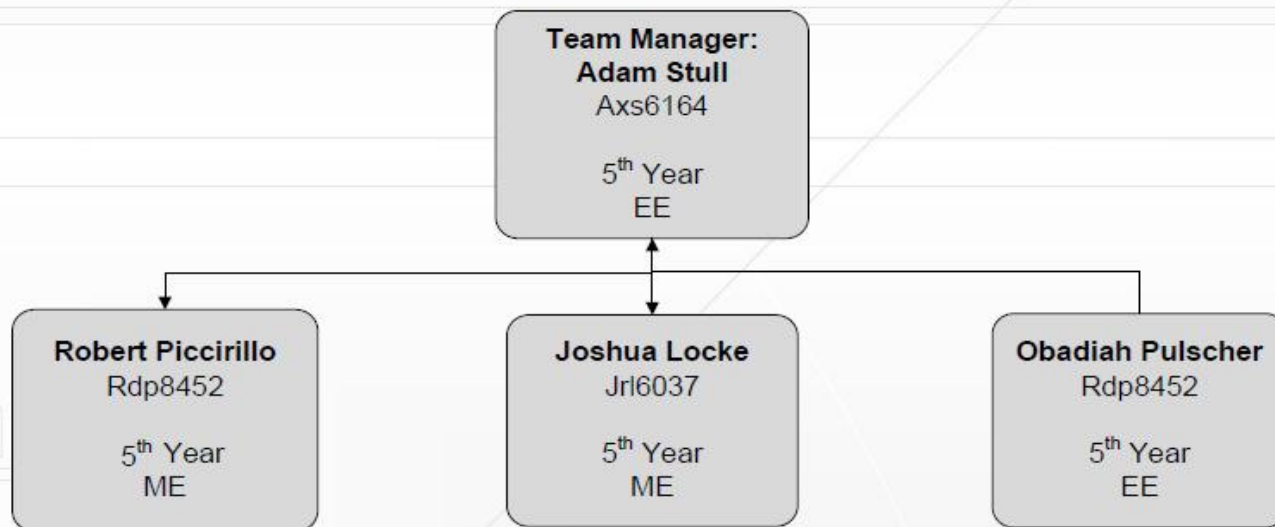 Team Manager:
Adam Stull
Axs6164
5th Year
EE
Robert Piccirillo
Rdp8452
5th Year
ME
Joshua Locke
Jrl6037
5th Year
ME
Obadiah Pulscher
Rdp8452
5th Year
EE